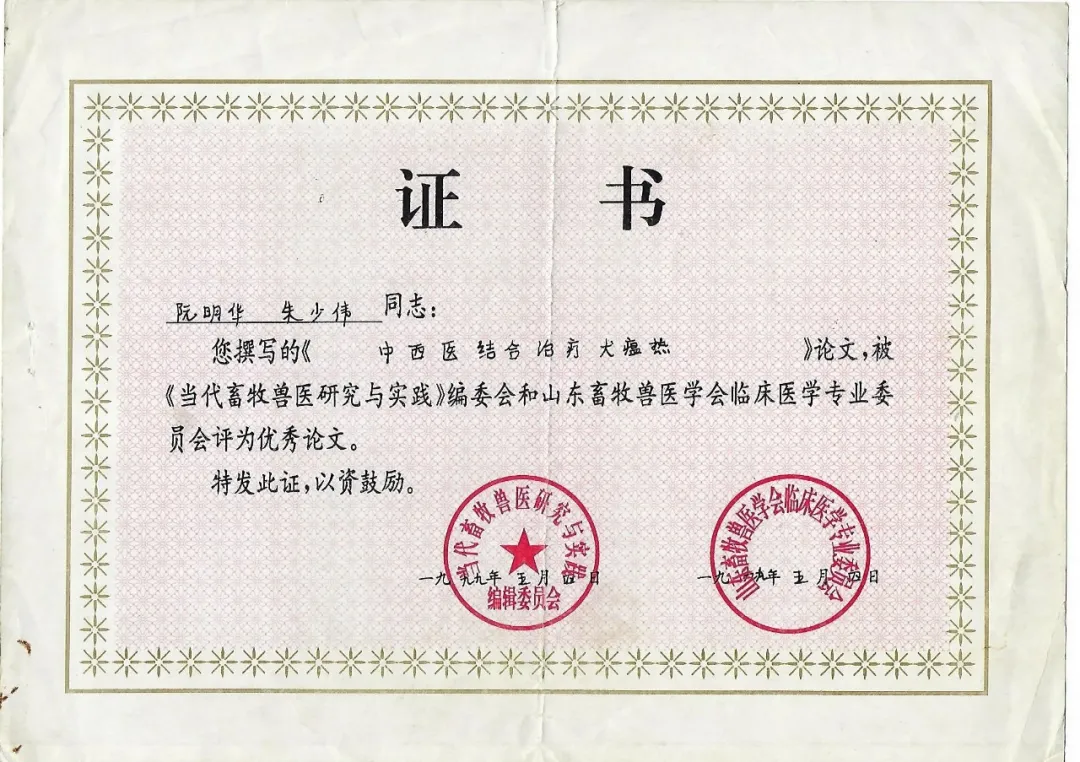 证 书
阮明华 朱少伟 同志：
您撰写的《 中西医结合治疗犬瘟热 》论文，被
《当代畜牧兽医研究与实践》编委会和山东畜牧兽医学会临床医学专业委
员会评为优秀论文。
特发此证，以资鼓励。
当代畜牧兽医研究与实践
编辑委员会
一九九九年 五月 四日
山东畜牧兽医学会临床医学专业委员会
一九九九年 五月 四日